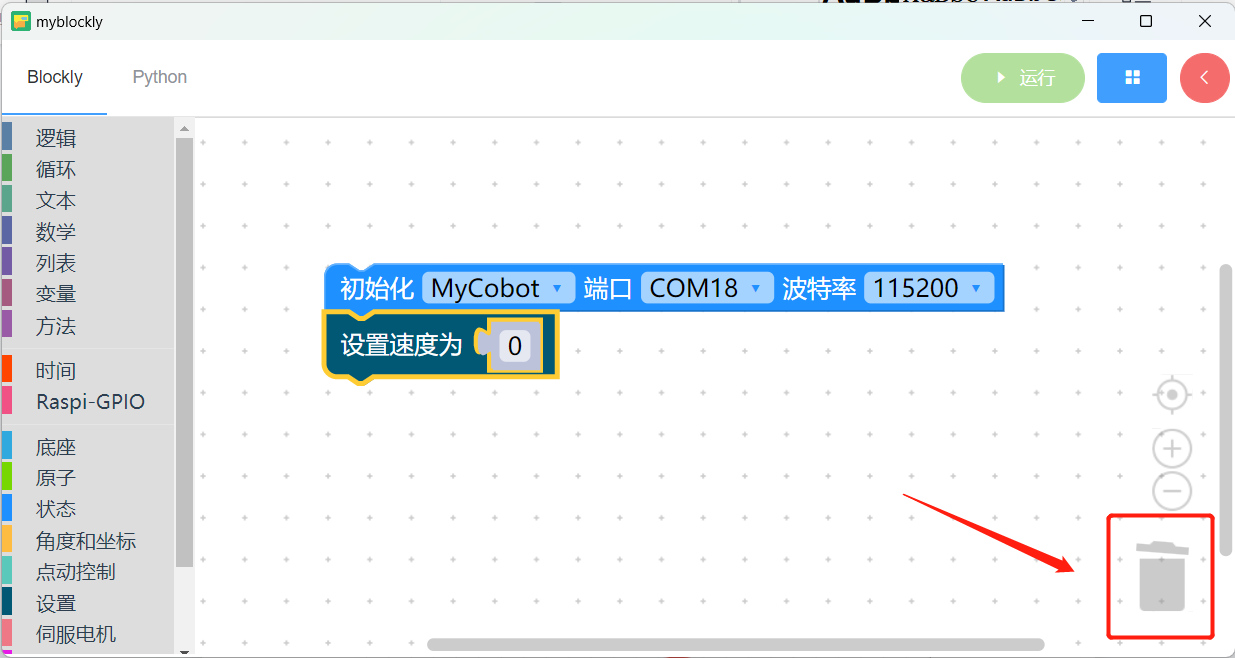 myblockly
Blockly Python
运行
逻辑
循环
文本
数学
列表
变量
方法
时间
Raspi-GPIO
底座
原子
状态
角度和坐标
点动控制
设置
伺服电机
初始化 MyCobot 端口 COM18 波特率 115200
设置速度为 0